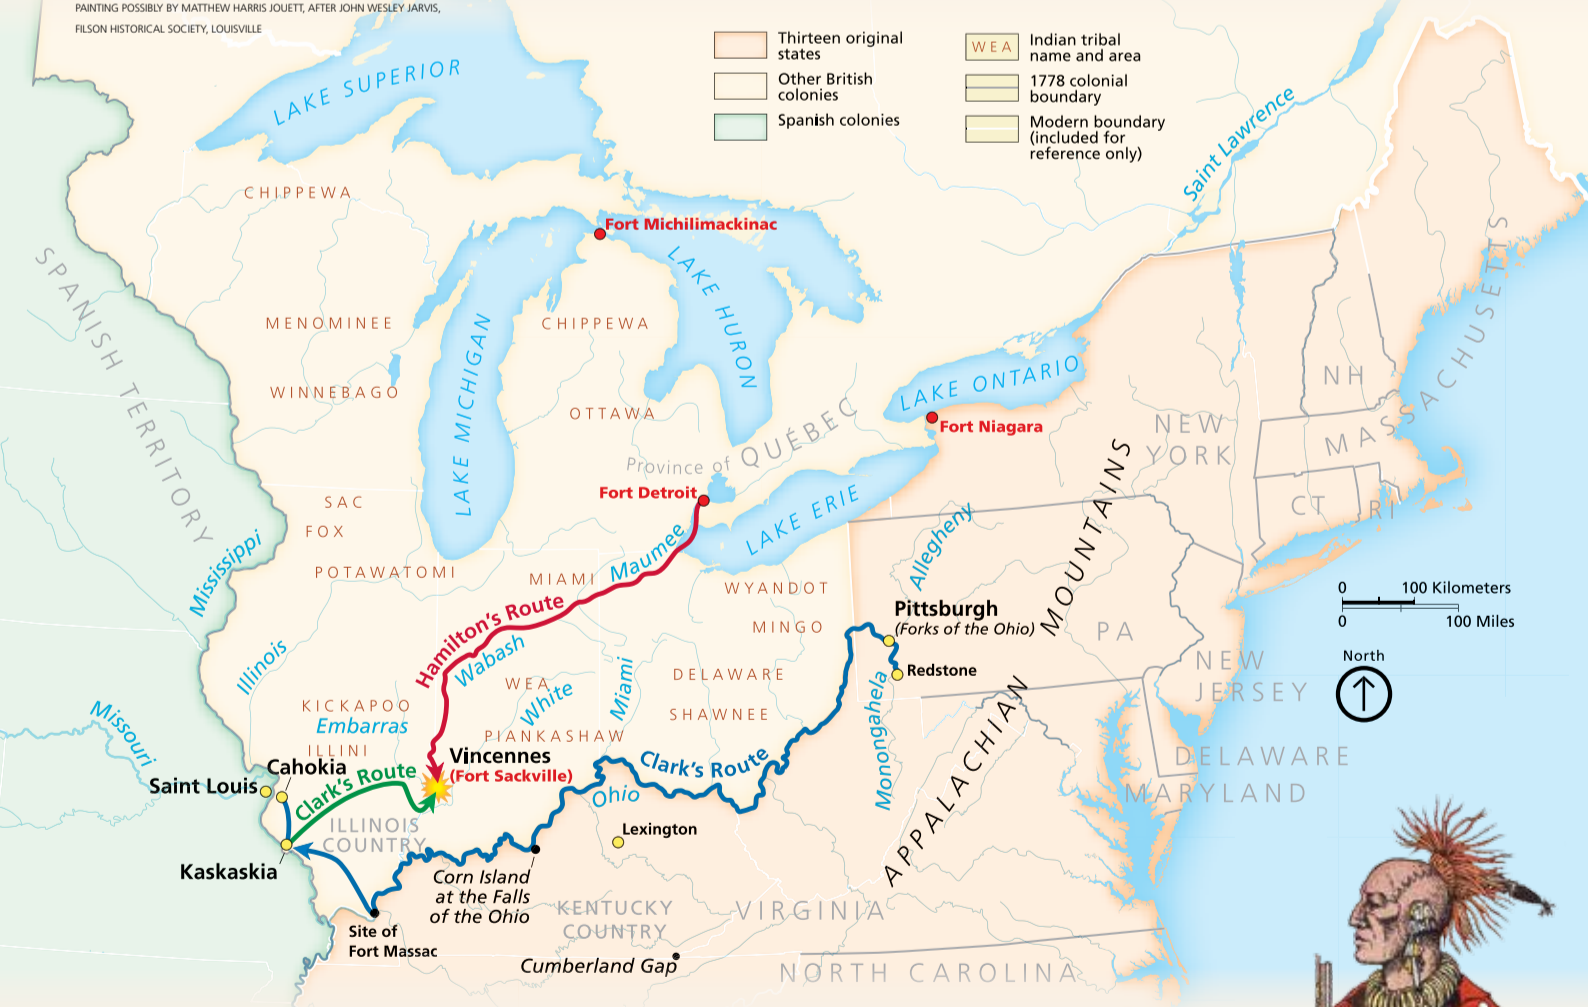 PAINTING POSSIBLY BY MATTHEW HARRIS JOUETT, AFTER JOHN WESLEY JARVIS,
FILSON HISTORICAL SOCIETY, LOUISVILLE
Thirteen original
states
Other British
colonies
Spanish colonies
WEA
Indian tribal
name and area
1778 colonial
boundary
Modern boundary
(included for
reference only)
LAKE SUPERIOR
Saint Lawrence
CHIPPEWA
Fort Michilimackinac
SPANISH TERRITORY
LAKE HURON
MENOMINEE
CHIPPEWA
LAKE MICHIGAN
WINNEBAGO
OTTAWA
LAKE ONTARIO
Fort Niagara
Province of QUÉBEC
NH
MASSACHUSETTS
MASSACHUSETTS
NEW
YORK
CT
RI
SAC
FOX
Fort Detroit
LAKE ERIE
Mississippi
POTAWATOMI
MIAMI
Maumee
WYANDOT
MINGO
Allegheny
APPALACHIAN MOUNTAINS
Pittsburgh
(Forks of the Ohio)
Redstone
PA
NEW
JERSEY
0 100 Kilometers
0 100 Miles
North
Hamilton's Route
Wabash
Illinois
WEA
White
Miami
DELAWARE
SHAWNEE
Monongahela
KICKAPOO
Embarras
ILLINI
PIANKASHAW
Missouri
Vincennes
(Fort Sackville)
Clark's Route
DELAWARE
MARYLAND
Cahokia
Saint Louis
Clark's Route
Ohio
ILLINOIS
COUNTRY
Lexington
Kaskaskia
Corn Island
at the Falls
of the Ohio
KENTUCKY
COUNTRY
VIRGINIA
Site of
Fort Massac
Cumberland Gap
NORTH CAROLINA